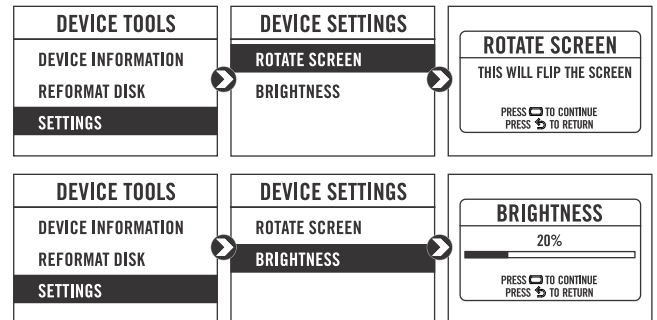 DEVICE TOOLS
DEVICE INFORMATION
REFORMAT DISK
SETTINGS
DEVICE SETTINGS
ROTATE SCREEN
BRIGHTNESS
ROTATE SCREEN
THIS WILL FLIP THE SCREEN
PRESS TO CONTINUE
PRESS TO RETURN
DEVICE TOOLS
DEVICE INFORMATION
REFORMAT DISK
SETTINGS
DEVICE SETTINGS
ROTATE SCREEN
BRIGHTNESS
BRIGHTNESS
20%
PRESS TO CONTINUE
PRESS TO RETURN